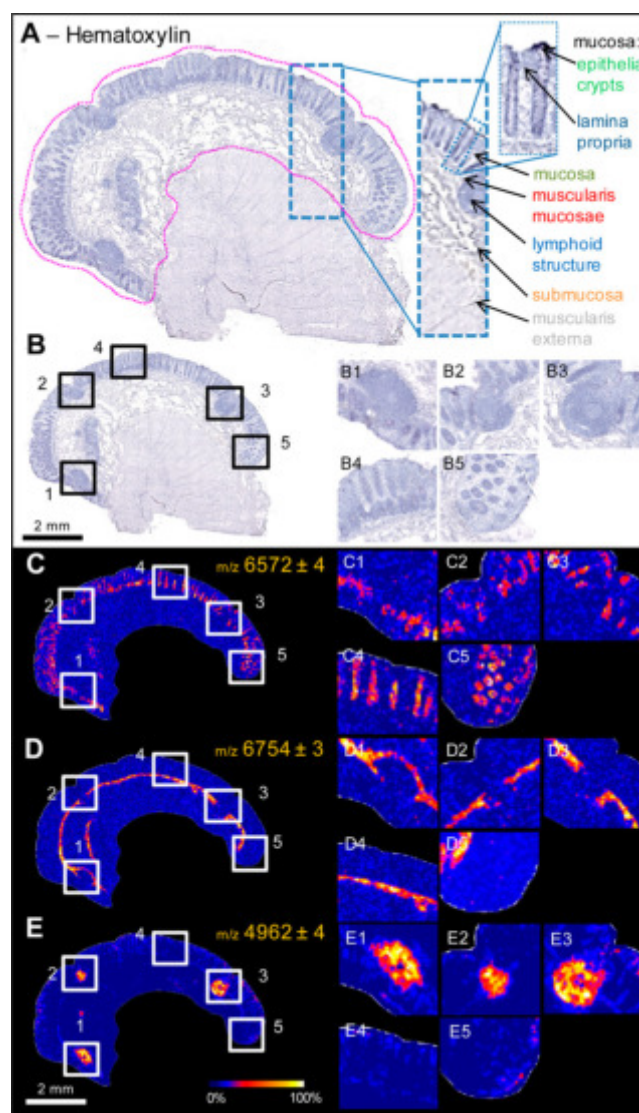 A – Hematoxylin
mucosa:
epithelia
crypts
lamina
propria
mucosa
muscularis
mucosae
lymphoid
structure
submucosa
muscularis
externa
B
4
2
3
5
1
2 mm
B1
B2
B3
B4
B5
C
m/z 6572 ± 4
4
2
3
1
5
C1
C2
C3
C4
C5
D
m/z 6754 ± 3
4
2
3
1
5
D1
D2
D3
D4
D5
E
m/z 4962 ± 4
4
2
3
1
5
2 mm
0%
100%
E1
E2
E3
E4
E5